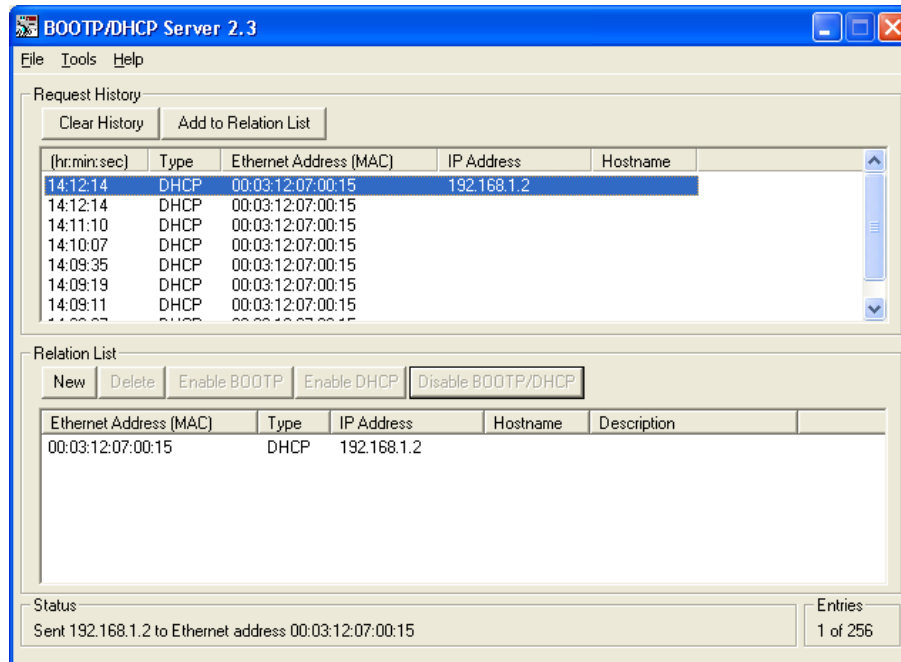 BOOTP/DHCP Server 2.3
File Tools Help
Request History
Clear History Add to Relation List
(hr:min:sec) Type Ethernet Address (MAC) IP Address Hostname
14:12:14 DHCP 00:03:12:07:00:15 192.168.1.2
14:12:14 DHCP 00:03:12:07:00:15
14:11:10 DHCP 00:03:12:07:00:15
14:10:07 DHCP 00:03:12:07:00:15
14:09:35 DHCP 00:03:12:07:00:15
14:09:19 DHCP 00:03:12:07:00:15
14:09:11 DHCP 00:03:12:07:00:15
Relation List
New Delete Enable BOOTP Enable DHCP Disable BOOTP/DHCP
Ethernet Address (MAC) Type IP Address Hostname Description
00:03:12:07:00:15 DHCP 192.168.1.2
Status
Sent 192.168.1.2 to Ethernet address 00:03:12:07:00:15
Entries
1 of 256